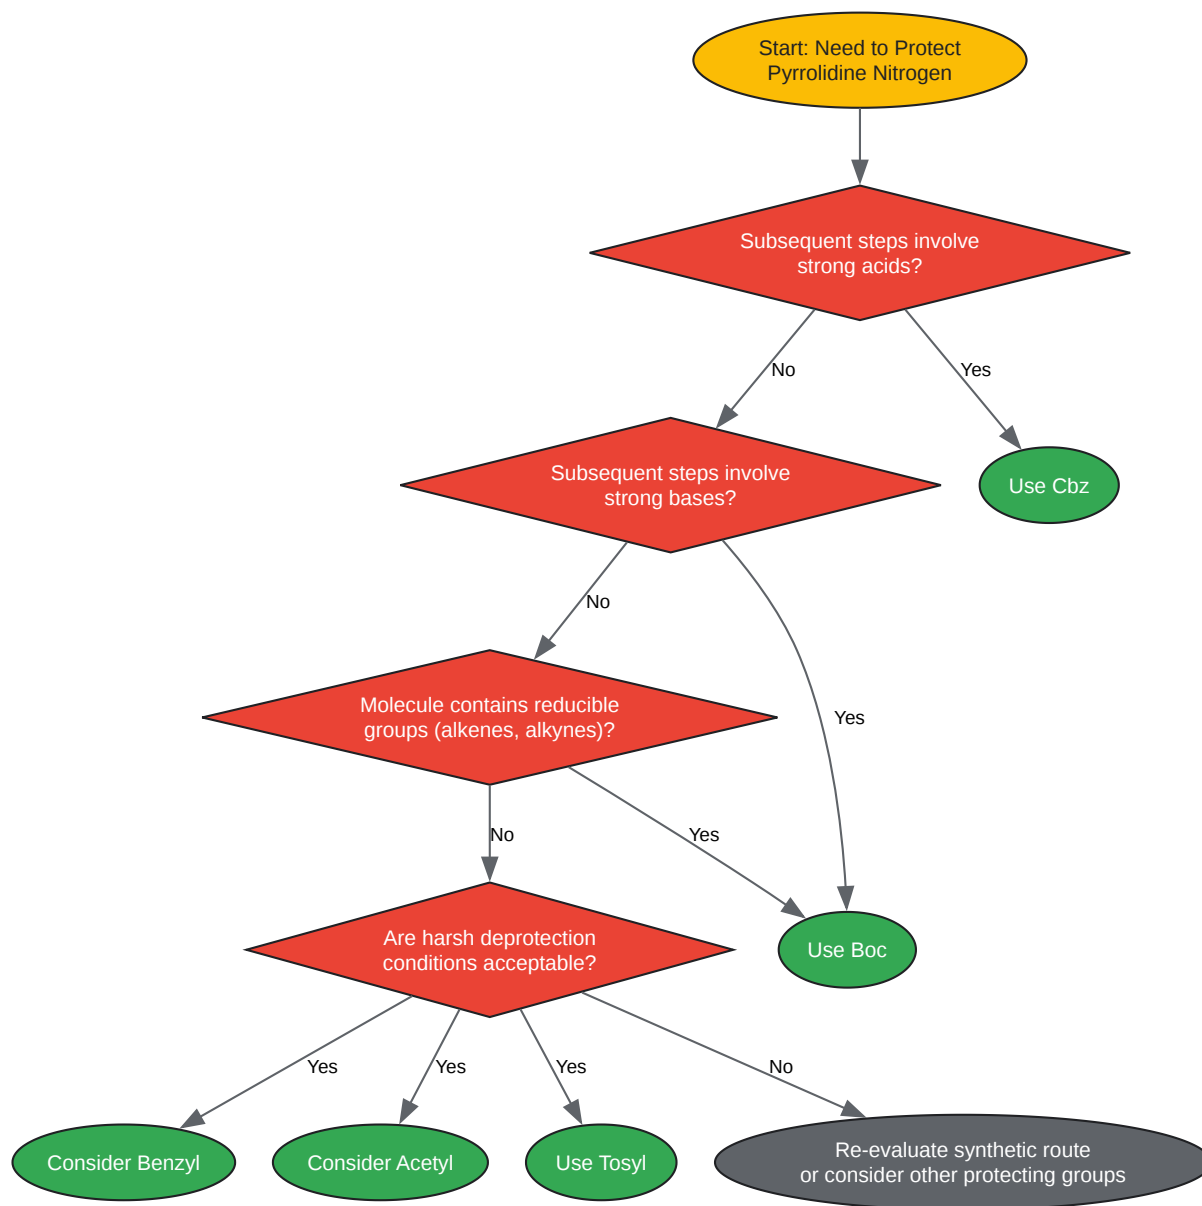 Start: Need to Protect
Pyrrolidine Nitrogen
Subsequent steps involve
strong acids?
No
Yes
Subsequent steps involve
strong bases?
Use Cbz
No
Yes
Molecule contains reducible
groups (alkenes, alkynes)?
No
Yes
Are harsh deprotection
conditions acceptable?
Use Boc
Yes
Yes
Yes
No
Consider Benzyl
Consider Acetyl
Use Tosyl
Re-evaluate synthetic route
or consider other protecting groups